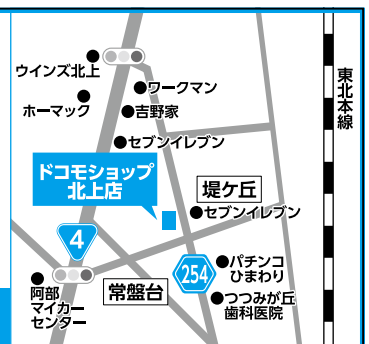 ウインズ北上
ワークマン
ホーマック
吉野家
セブンイレブン
東北本線
ドコモショップ
北上店
堤ケ丘
セブンイレブン
4
254
パチンコ
ひまわり
常盤台
阿部
マイカー
センター
つつみが丘
歯科医院